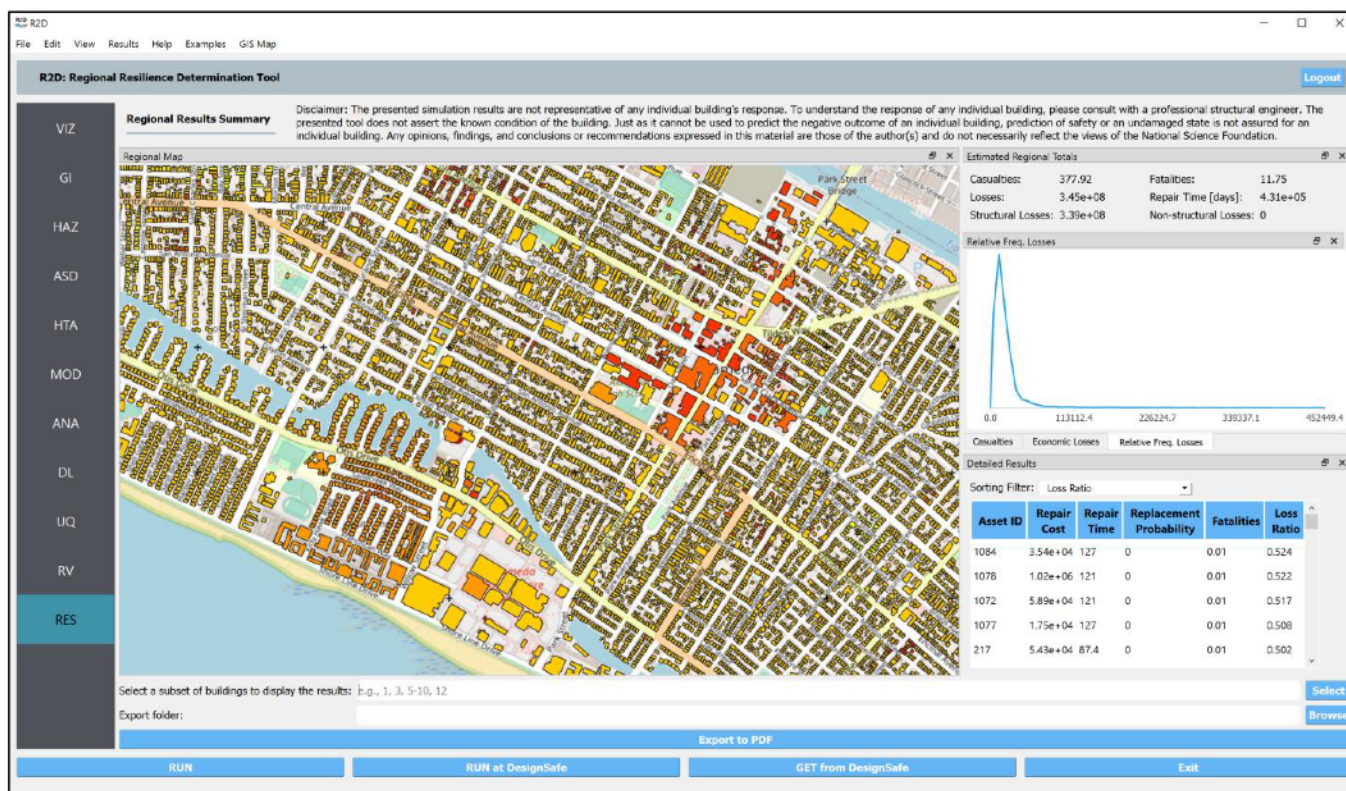 R2D
File Edit View Results Help Examples GIS Map
R2D: Regional Resilience Determination Tool
Logout
VIZ
GI
HAZ
ASD
HTA
MOD
ANA
DL
UQ
RV
RES
Regional Results Summary
Disclaimer: The presented simulation results are not representative of any individual building's response. To understand the response of any individual building, please consult with a professional structural engineer. The
presented tool does not assert the known condition of the building. Just as it cannot be used to predict the negative outcome of an individual building, prediction of safety or an undamaged state is not assured for an
individual building. Any opinions, findings, and conclusions or recommendations expressed in this material are those of the author(s) and do not necessarily reflect the views of the National Science Foundation.
Regional Map
Park Street
Bridge
Central Avenue
Shore Line Drive
Shore Line Drive
Estimated Regional Totals
Casualties: 377.92 Fatalities: 11.75
Losses: 3.45e+08 Repair Time [days]: 4.31e+05
Structural Losses: 3.39e+08 Non-structural Losses: 0
Relative Freq. Losses
0.0 113112.4 226224.7 339337.1 452449.4
Casualties Economic Losses Relative Freq. Losses
Detailed Results
Sorting Filter: Loss Ratio
Asset ID Repair Cost Repair Time Replacement Probability Fatalities Loss Ratio
1084 3.54e+04 127 0 0.01 0.524
1078 1.02e+06 121 0 0.01 0.522
1072 5.89e+04 121 0 0.01 0.517
1077 1.75e+04 127 0 0.01 0.508
217 5.43e+04 87.4 0 0.01 0.502
Select a subset of buildings to display the results: e.g., 1, 3, 5-10, 12
Select
Export folder:
Browse
Export to PDF
RUN RUN at DesignSafe GET from DesignSafe Exit